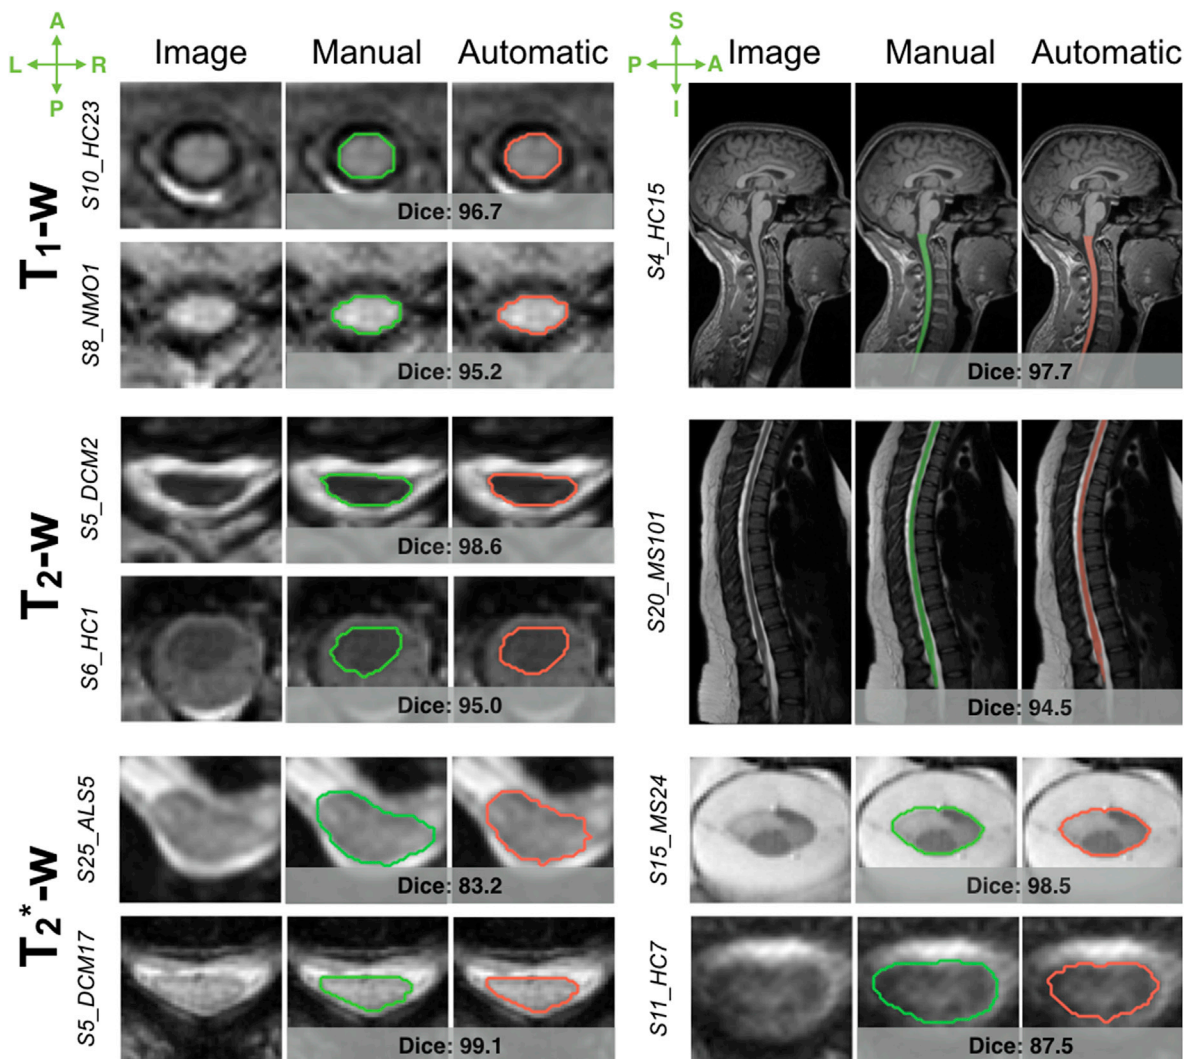 A
L R
P
Image Manual Automatic
S
P A
I
Image Manual Automatic
T1-w
S10_HC23
Dice: 96.7
S8_NMO1
Dice: 95.2
S4_HC15
Dice: 97.7
T2-w
S5_DCM2
Dice: 98.6
S6_HC1
Dice: 95.0
S20_MS101
Dice: 94.5
T2*-w
S25_ALS5
Dice: 83.2
S5_DCM17
Dice: 99.1
S15_MS24
Dice: 98.5
S11_HC7
Dice: 87.5